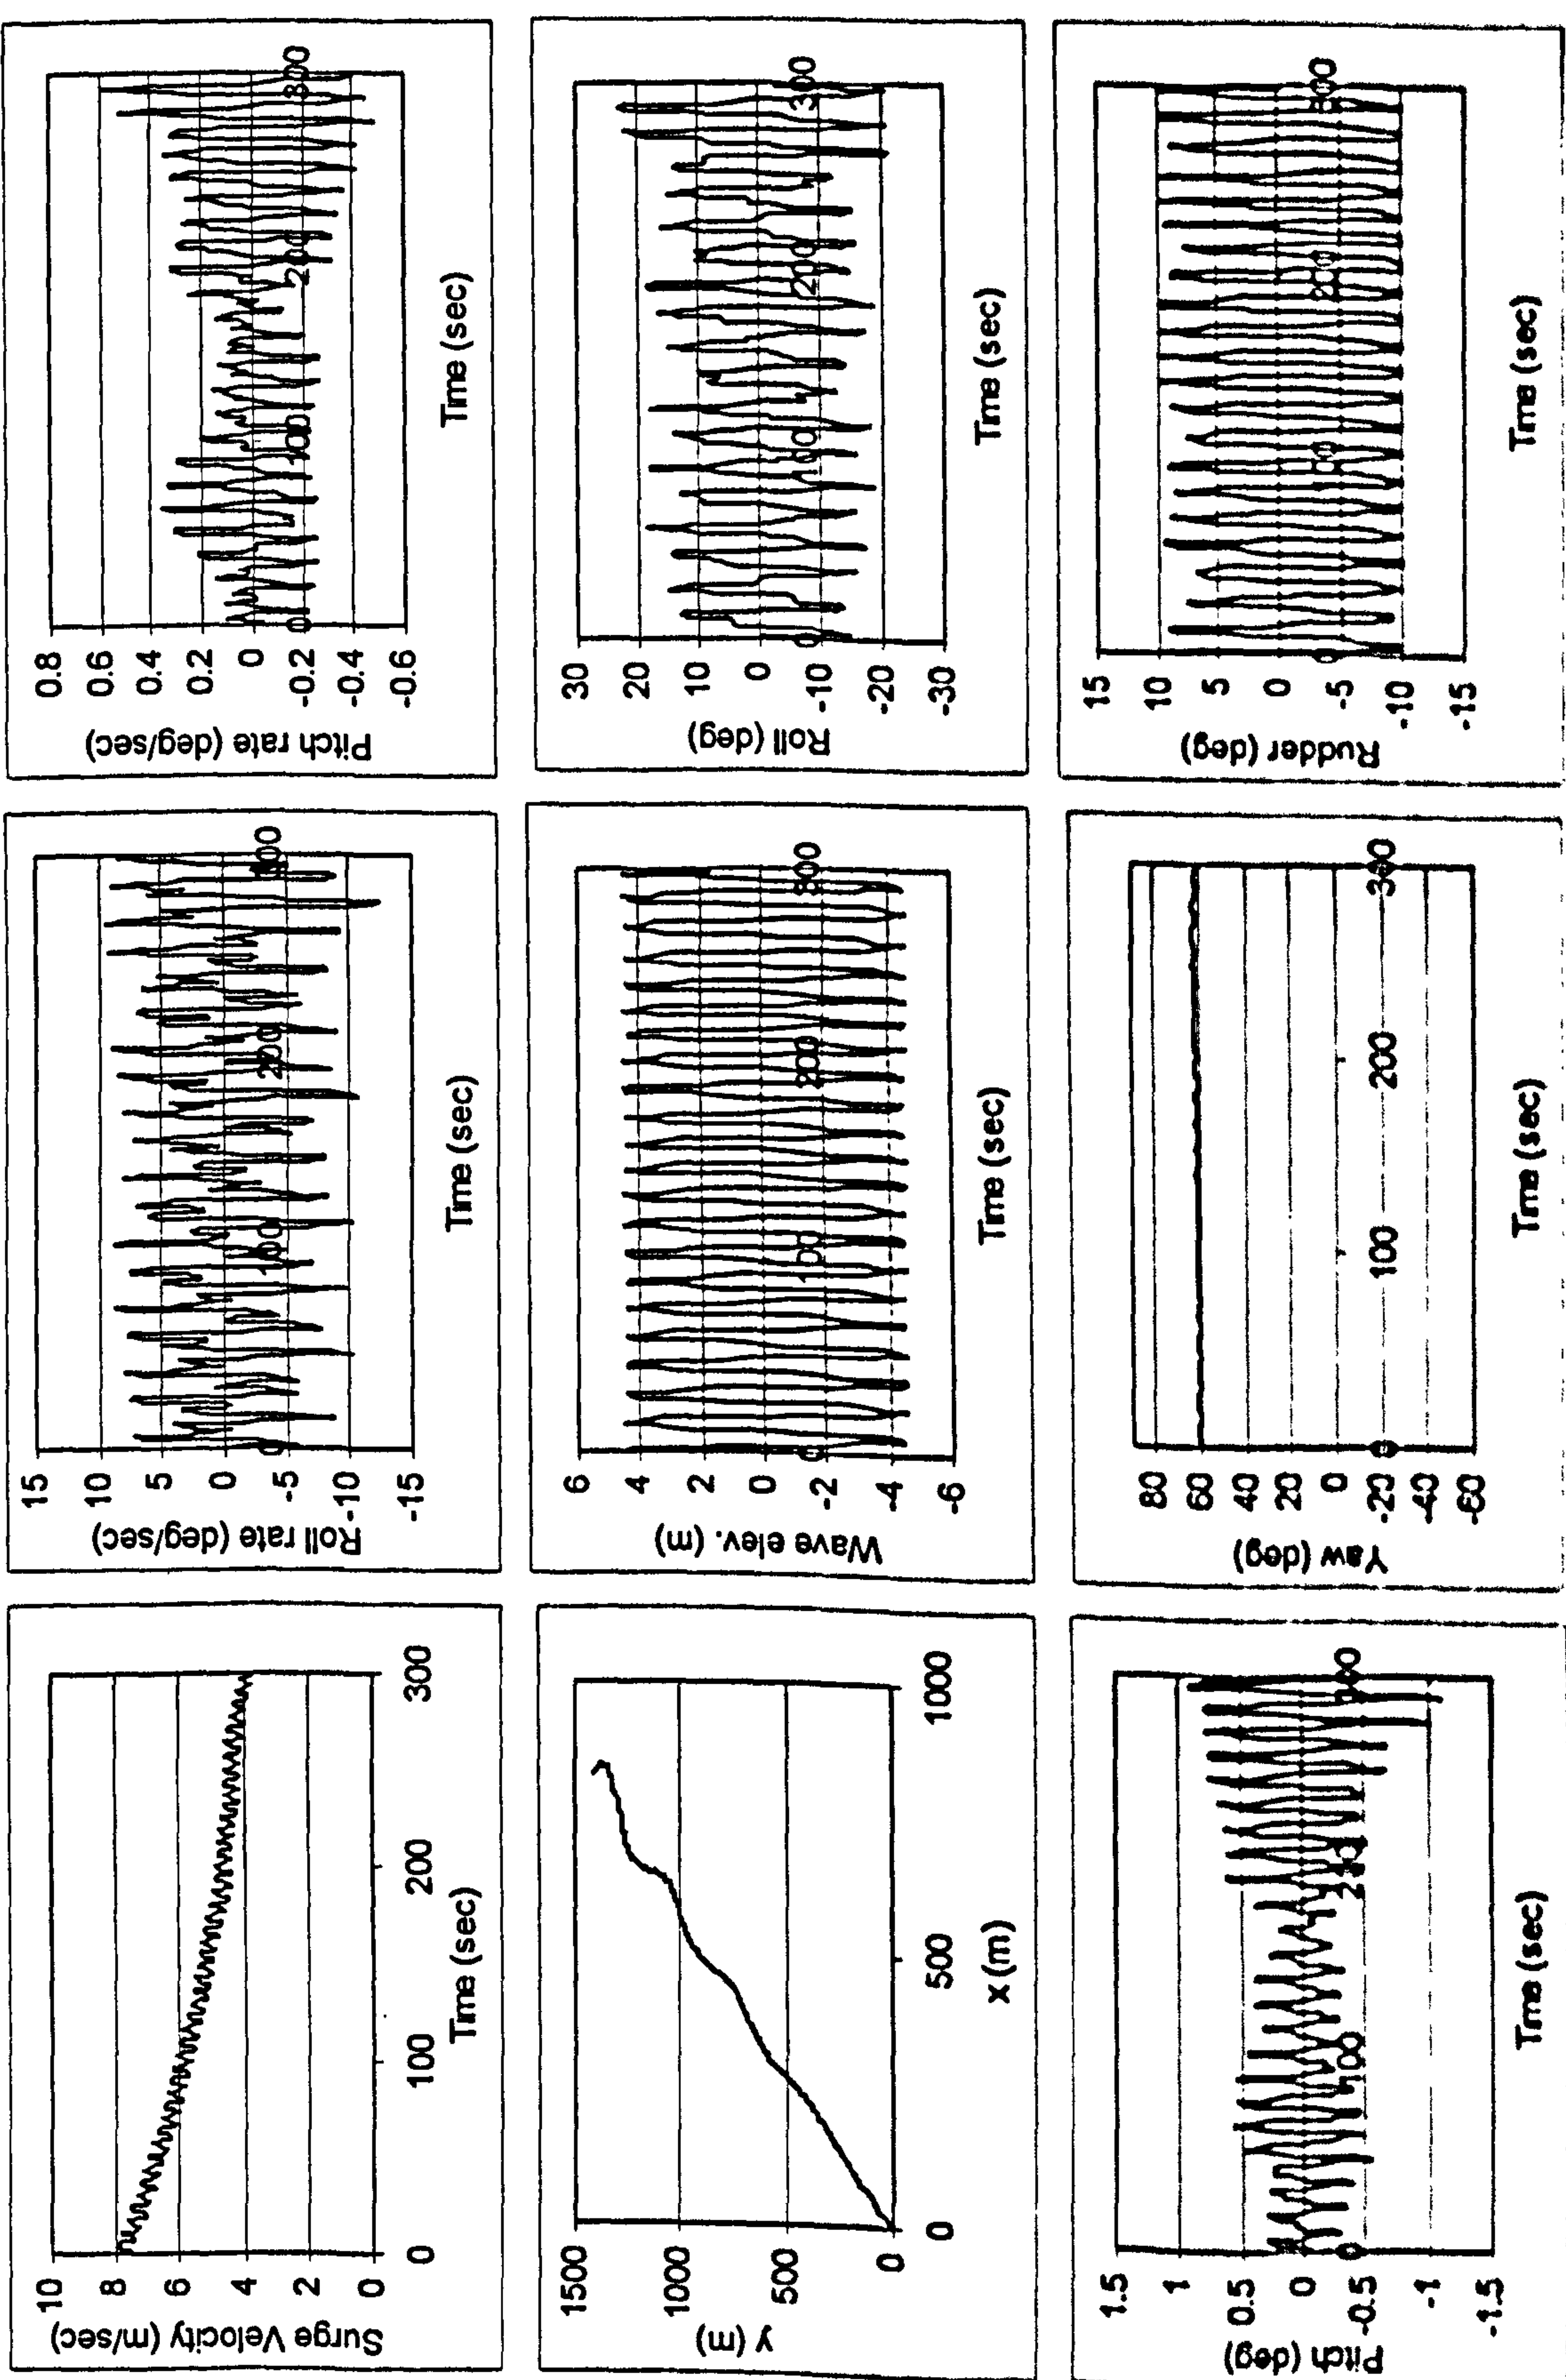 Surge Velocity (m/sec)
10
8
6
4
2
0
0 100 200 300
Time (sec)
Roll rate (deg/sec)
15
10
5
0
-5
-10
-15
0 100 200
Time (sec)
Pitch rate (deg/sec)
0.8
0.6
0.4
0.2
0
-0.2
-0.4
-0.6
0 100 200 300
Time (sec)
y (m)
1500
1000
500
0
0 500 1000
x (m)
Wave elev. (m)
6
4
2
0
-2
-4
-6
0 100 200 300
Time (sec)
Roll (deg)
30
20
10
0
-10
-20
-30
0 100 200 300
Time (sec)
Pitch (deg)
1.5
1
0.5
0
-0.5
-1
-1.5
0 100
Time (sec)
Yaw (deg)
80
60
40
20
0
-20
-40
-60
0 100 200 300
Time (sec)
Rudder (deg)
15
10
5
0
-5
-10
-15
0 200 300
Time (sec)